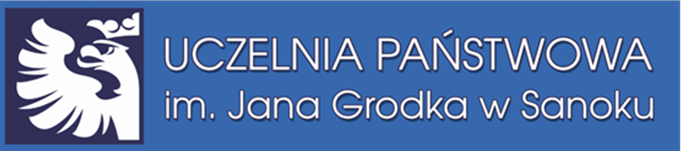 UCZELNIA PAŃSTWOWA
im. Jana Grodka w Sanoku